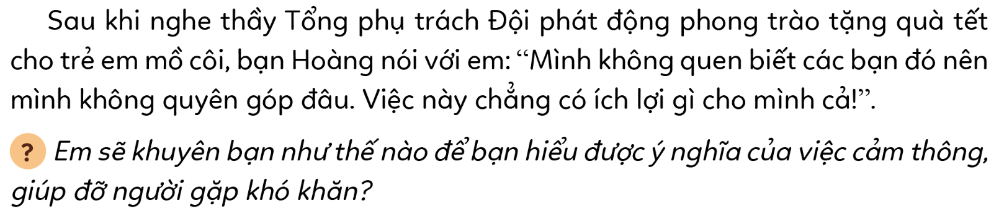 Sau khi nghe thầy Tổng phụ trách Đội phát động phong trào tặng quà tết
cho trẻ em mồ côi, bạn Hoàng nói với em: “Mình không quen biết các bạn đó nên
mình không quyên góp đâu. Việc này chẳng có ích lợi gì cho mình cả!”.
? Em sẽ khuyên bạn như thế nào để bạn hiểu được ý nghĩa của việc cảm thông,
giúp đỡ người gặp khó khăn?